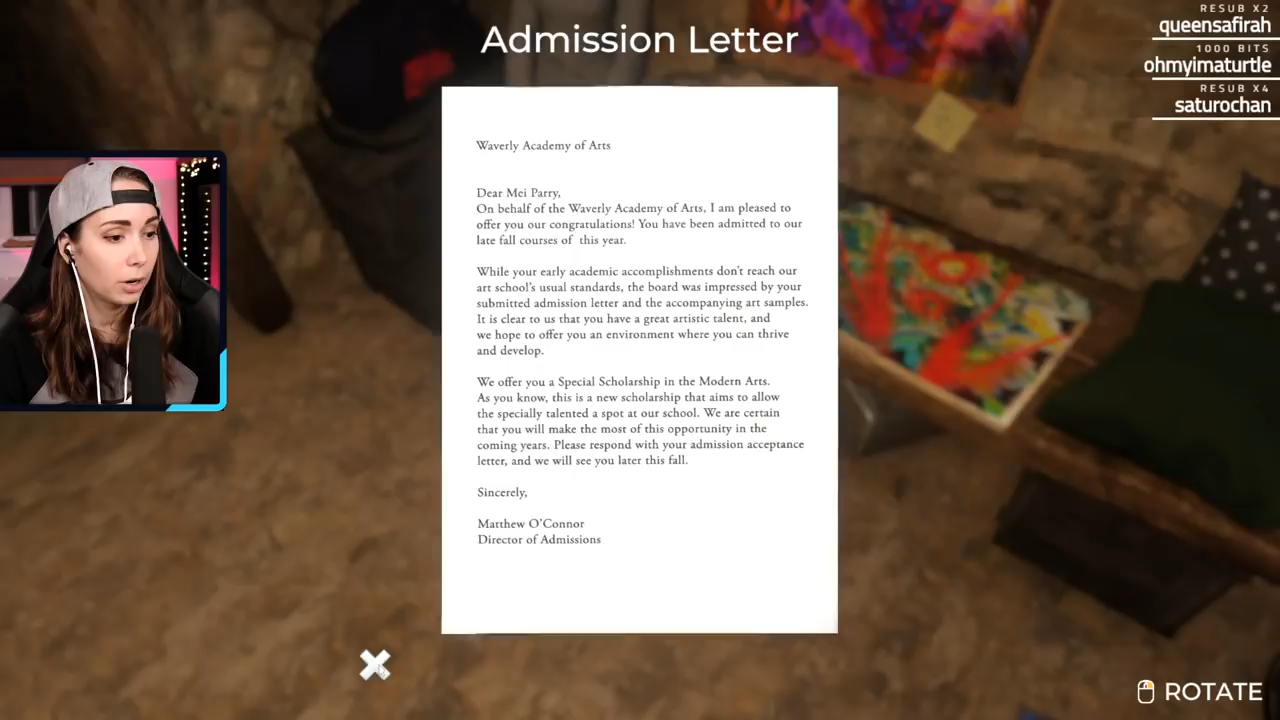 Admission Letter
RESUB X2
queensafirah
1000 BITS
ohmyimaturtle
RESUB X4
saturochan
Waverly Academy of Arts
Dear Mei Parry,
On behalf of the Waverly Academy of Arts, I am pleased to
offer you our congratulations! You have been admitted to our
late fall courses of this year.
While your early academic accomplishments don't reach our
art school's usual standards, the board was impressed by your
submitted admission letter and the accompanying art samples.
It is clear to us that you have a great artistic talent, and
we hope to offer you an environment where you can thrive
and develop.
We offer you a Special Scholarship in the Modern Arts.
As you know, this is a new scholarship that aims to allow
the specially talented a spot at our school. We are certain
that you will make the most of this opportunity in the
coming years. Please respond with your admission acceptance
letter, and we will see you later this fall.
Sincerely,
Matthew O'Connor
Director of Admissions
ROTATE